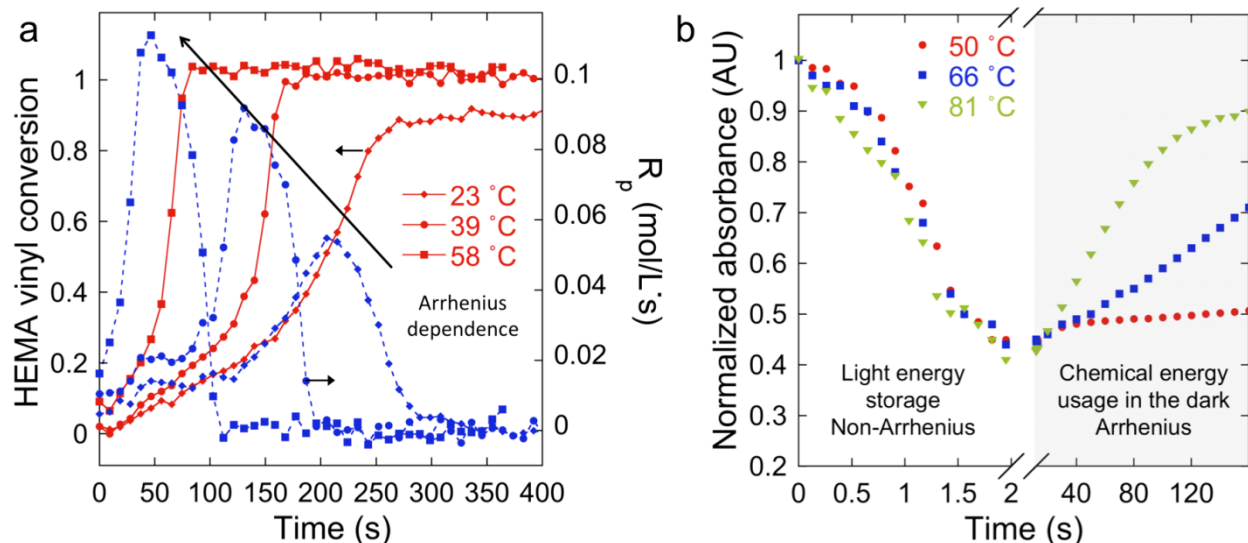 a
HEMA vinyl conversion
1
0.8
0.6
0.4
0.2
0
0 50 100 150 200 250 300 350 400
Time (s)
0.1
0.08
0.06
0.04
0.02
0
Rp (mol/L*s)
23 ˚C
39 ˚C
58 ˚C
Arrhenius
dependence
b
Normalized absorbance (AU)
1
0.9
0.8
0.7
0.6
0.5
0.4
0.3
0.2
0 0.5 1 1.5 2 40 80 120
Time (s)
50 ˚C
66 ˚C
81 ˚C
Light energy
storage
Non-Arrhenius
Chemical energy
usage in the dark
Arrhenius